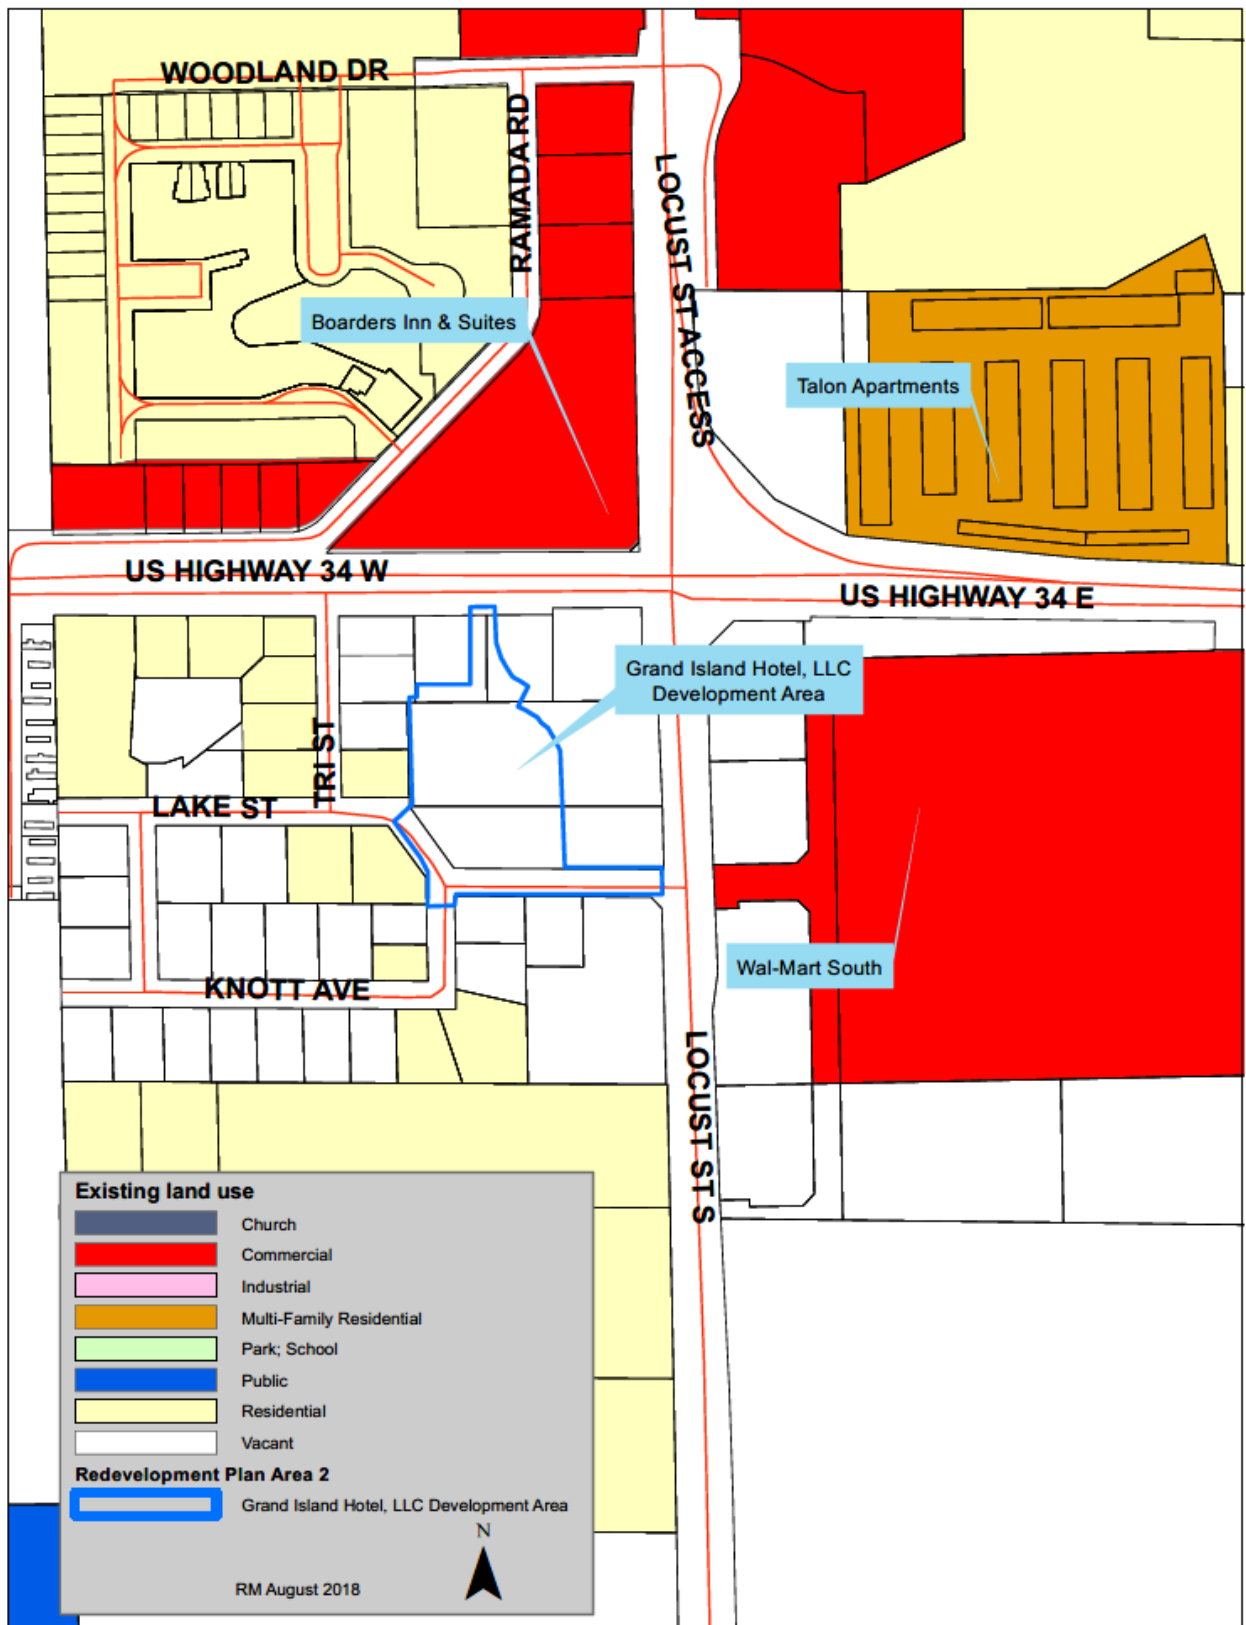 WOODLAND DR
RAMADA RD
LOCUST ST ACCESS
Boarders Inn & Suites
Talon Apartments
US HIGHWAY 34 W
US HIGHWAY 34 E
Grand Island Hotel, LLC
Development Area
TRI ST
LAKE ST
Wal-Mart South
KNOTT AVE
LOCUST ST S
Existing land use
Church
Commercial
Industrial
Multi-Family Residential
Park; School
Public
Residential
Vacant
Redevelopment Plan Area 2
Grand Island Hotel, LLC Development Area
N
RM August 2018